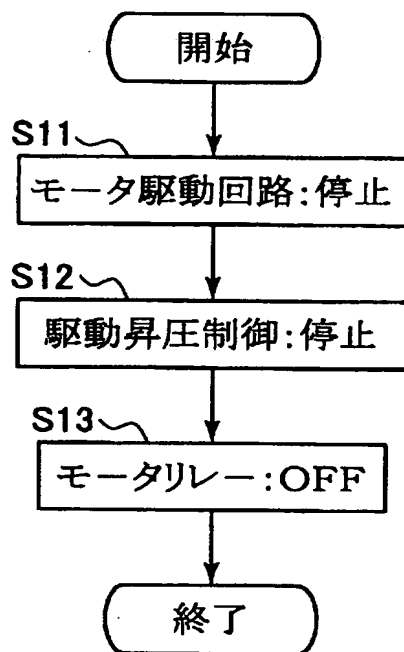 開始
S11
モータ駆動回路:停止
S12
駆動昇圧制御:停止
S13
モータリレー:OFF
終了